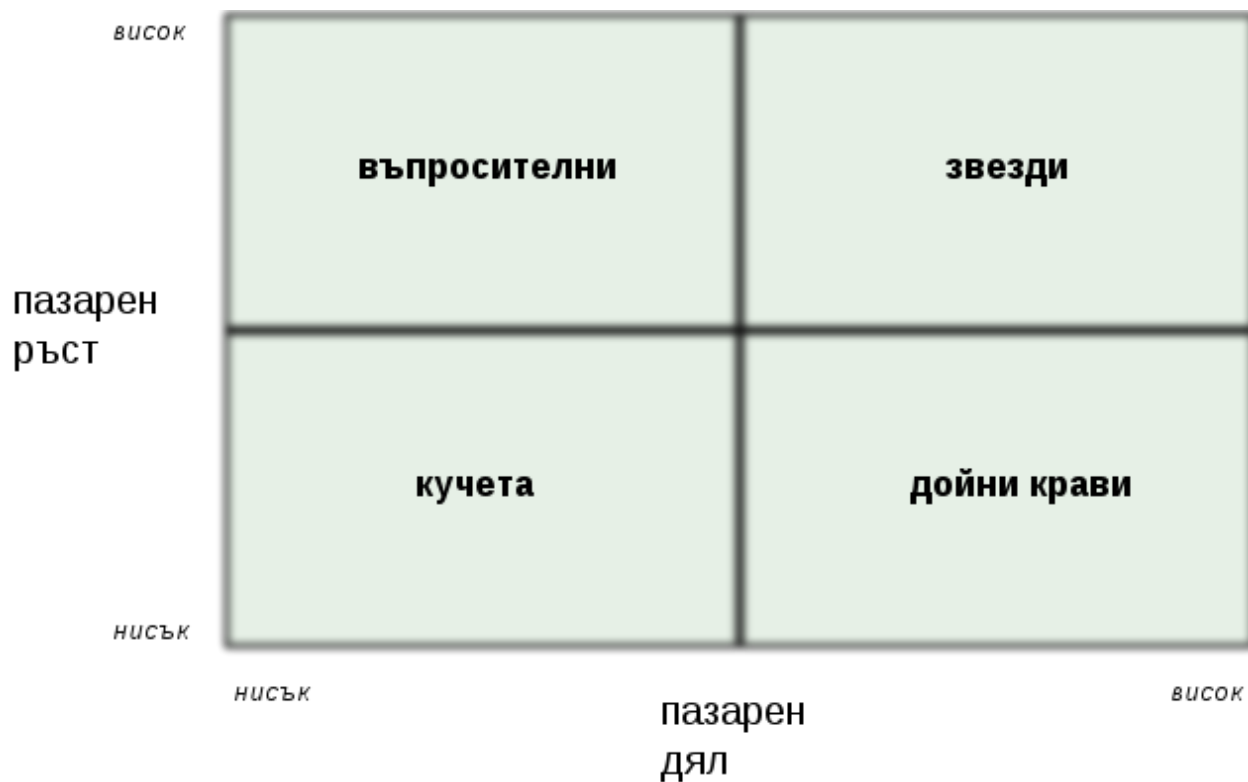 висок
въпросителни
звезди
пазарен
ръст
кучета
дойни крави
нисък
нисък
висок
пазарен
дял